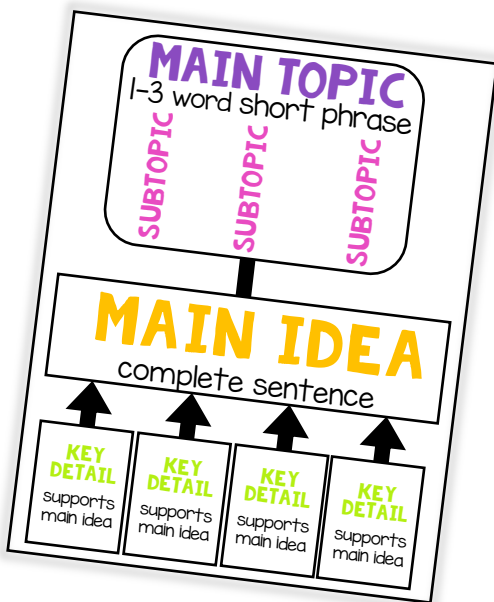 MAIN TOPIC
1-3 word short phrase
SUBTOPIC
SUBTOPIC
SUBTOPIC
MAIN IDEA
complete sentence
KEY
DETAIL
supports
main idea
KEY
DETAIL
supports
main idea
KEY
DETAIL
supports
main idea
KEY
DETAIL
supports
main idea